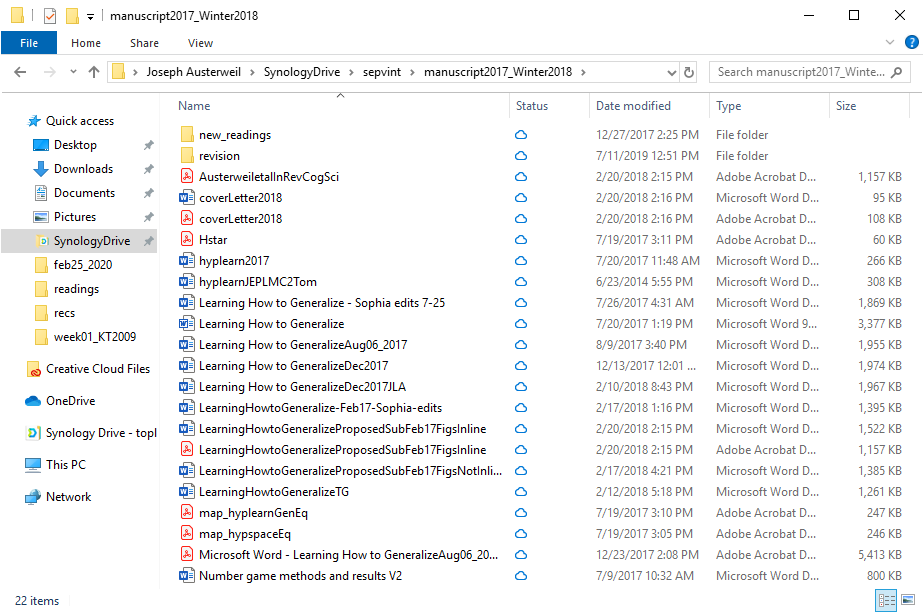 manuscript2017_Winter2018
File Home Share View
Joseph Austerweil > SynologyDrive > sepvint > manuscript2017_Winter2018 > Search manuscript2017_Winte...
Name Status Date modified Type Size
Quick access
Desktop
Downloads
Documents
Pictures
SynologyDrive
feb25_2020
readings
recs
week01_KT2009
Creative Cloud Files
OneDrive
Synology Drive - topl
This PC
Network
new_readings 12/27/2017 2:25 PM File folder
revision 7/11/2019 12:51 PM File folder
AusterweiletalInRevCogSci 2/20/2018 2:15 PM Adobe Acrobat D... 1,157 KB
coverLetter2018 2/20/2018 2:16 PM Microsoft Word D... 95 KB
coverLetter2018 2/20/2018 2:16 PM Adobe Acrobat D... 108 KB
Hstar 7/19/2017 3:11 PM Adobe Acrobat D... 60 KB
hyplearn2017 7/20/2017 11:48 AM Microsoft Word D... 266 KB
hyplearnJEPLMC2Tom 6/23/2014 5:55 PM Microsoft Word D... 308 KB
Learning How to Generalize - Sophia edits 7-25 7/26/2017 4:31 AM Microsoft Word D... 1,869 KB
Learning How to Generalize 7/20/2017 1:19 PM Microsoft Word 9... 3,377 KB
Learning How to GeneralizeAug06_2017 8/9/2017 3:40 PM Microsoft Word D... 1,955 KB
Learning How to GeneralizeDec2017 12/13/2017 12:01 ... Microsoft Word D... 1,974 KB
Learning How to GeneralizeDec2017JLA 2/10/2018 8:43 PM Microsoft Word D... 1,967 KB
LearningHowtoGeneralize-Feb17-Sophia-edits 2/17/2018 1:16 PM Microsoft Word D... 1,395 KB
LearningHowtoGeneralizeProposedSubFeb17FigsInline 2/20/2018 2:15 PM Microsoft Word D... 1,522 KB
LearningHowtoGeneralizeProposedSubFeb17FigsInline 2/20/2018 2:15 PM Adobe Acrobat D... 1,157 KB
LearningHowtoGeneralizeProposedSubFeb17FigsNotInli... 2/17/2018 4:21 PM Microsoft Word D... 1,385 KB
LearningHowtoGeneralizeTG 2/12/2018 5:18 PM Microsoft Word D... 1,261 KB
map_hyplearnGenEq 7/19/2017 3:10 PM Adobe Acrobat D... 247 KB
map_hypspaceEq 7/19/2017 3:05 PM Adobe Acrobat D... 246 KB
Microsoft Word - Learning How to GeneralizeAug06_20... 12/23/2017 2:08 PM Adobe Acrobat D... 5,413 KB
Number game methods and results V2 7/9/2017 10:32 AM Microsoft Word D... 800 KB
22 items